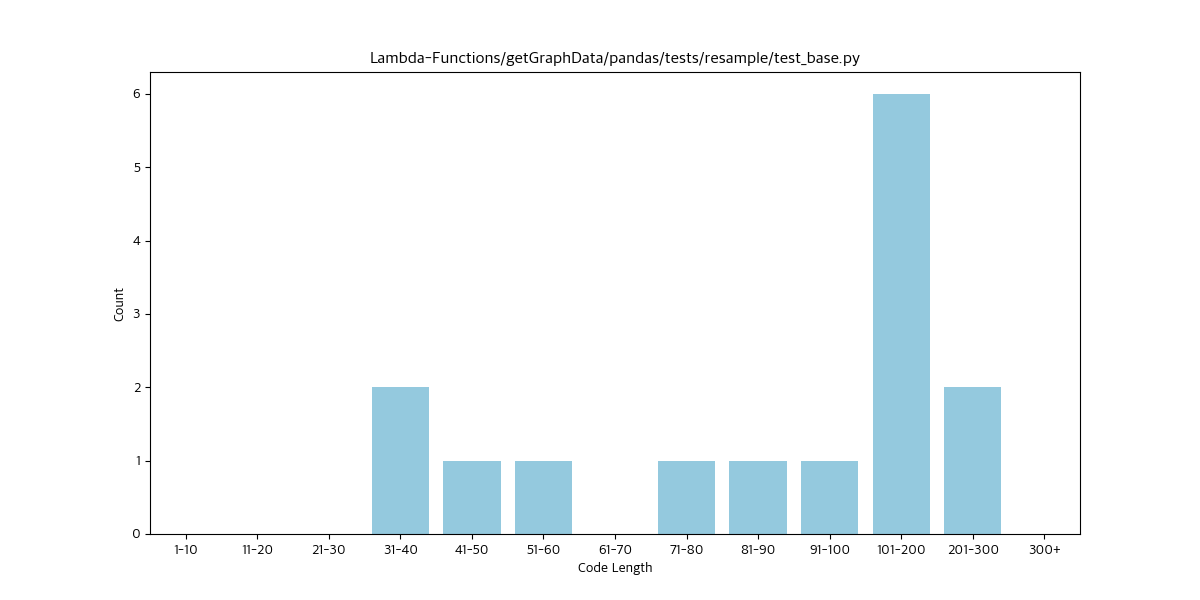 Lambda-Functions/getGraphData/pandas/tests/resample/test_base.py
6
5
4
3
2
1
0
Count
1-10 11-20 21-30 31-40 41-50 51-60 61-70 71-80 81-90 91-100 101-200 201-300 300+
Code Length